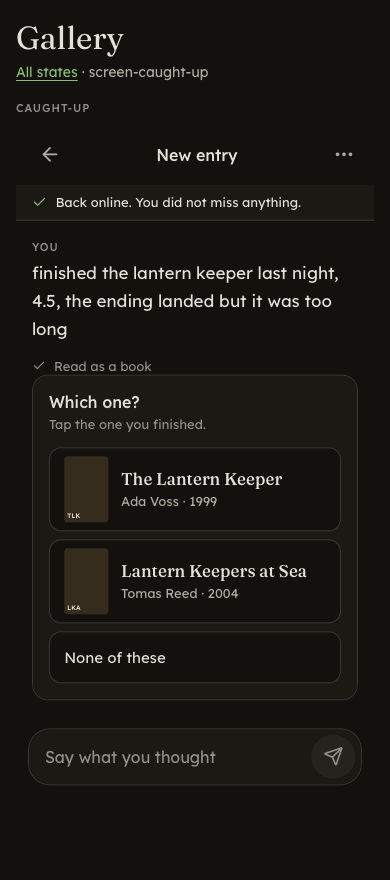 Gallery
All states · screen-caught-up
CAUGHT-UP
New entry
Back online. You did not miss anything.
YOU
finished the lantern keeper last night,
4.5, the ending landed but it was too
long
Read as a book
Which one?
Tap the one you finished.
The Lantern Keeper
Ada Voss · 1999
TLK
Lantern Keepers at Sea
Tomas Reed · 2004
LKA
None of these
Say what you thought